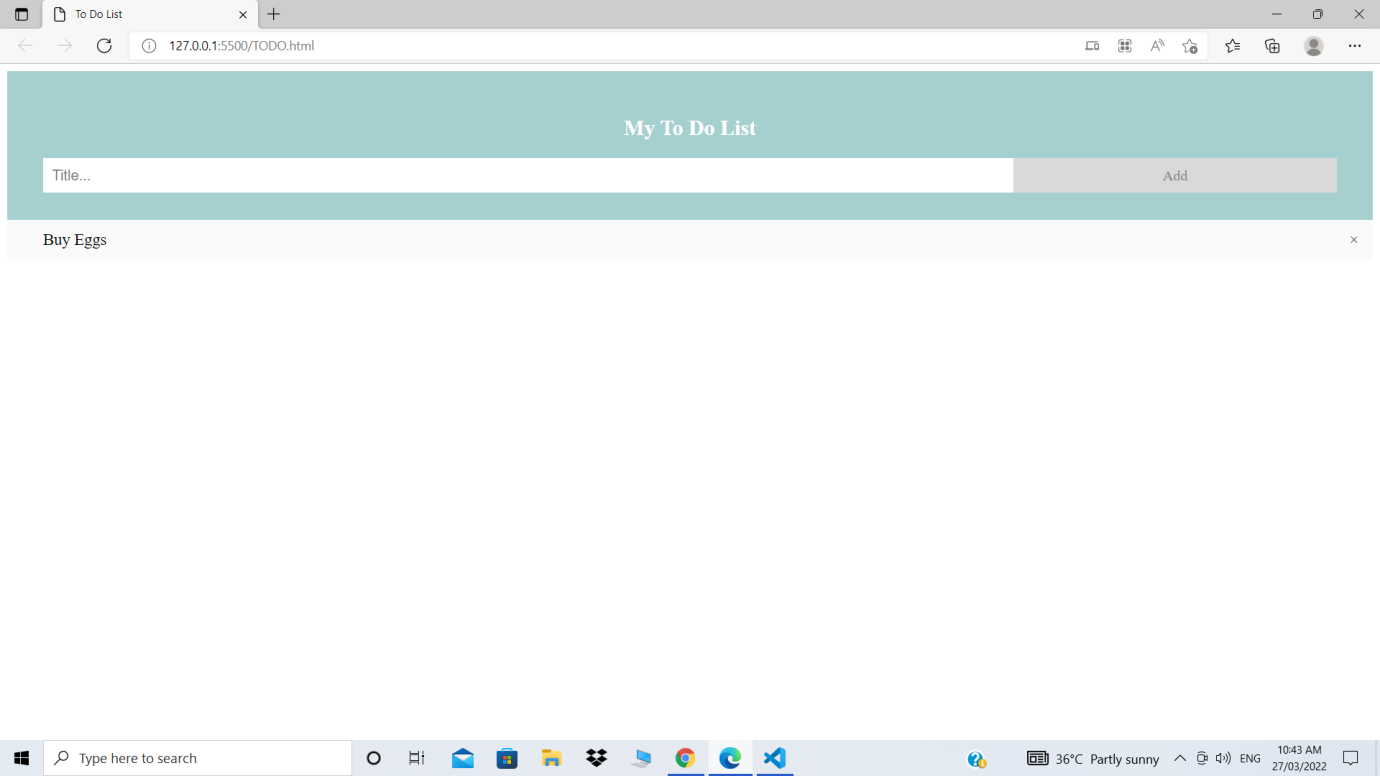 To Do List
127.0.0.1:5500/TODO.html
My To Do List
Title...
Add
Buy Eggs
×
Type here to search
36°C Partly sunny
ENG
10:43 AM
27/03/2022